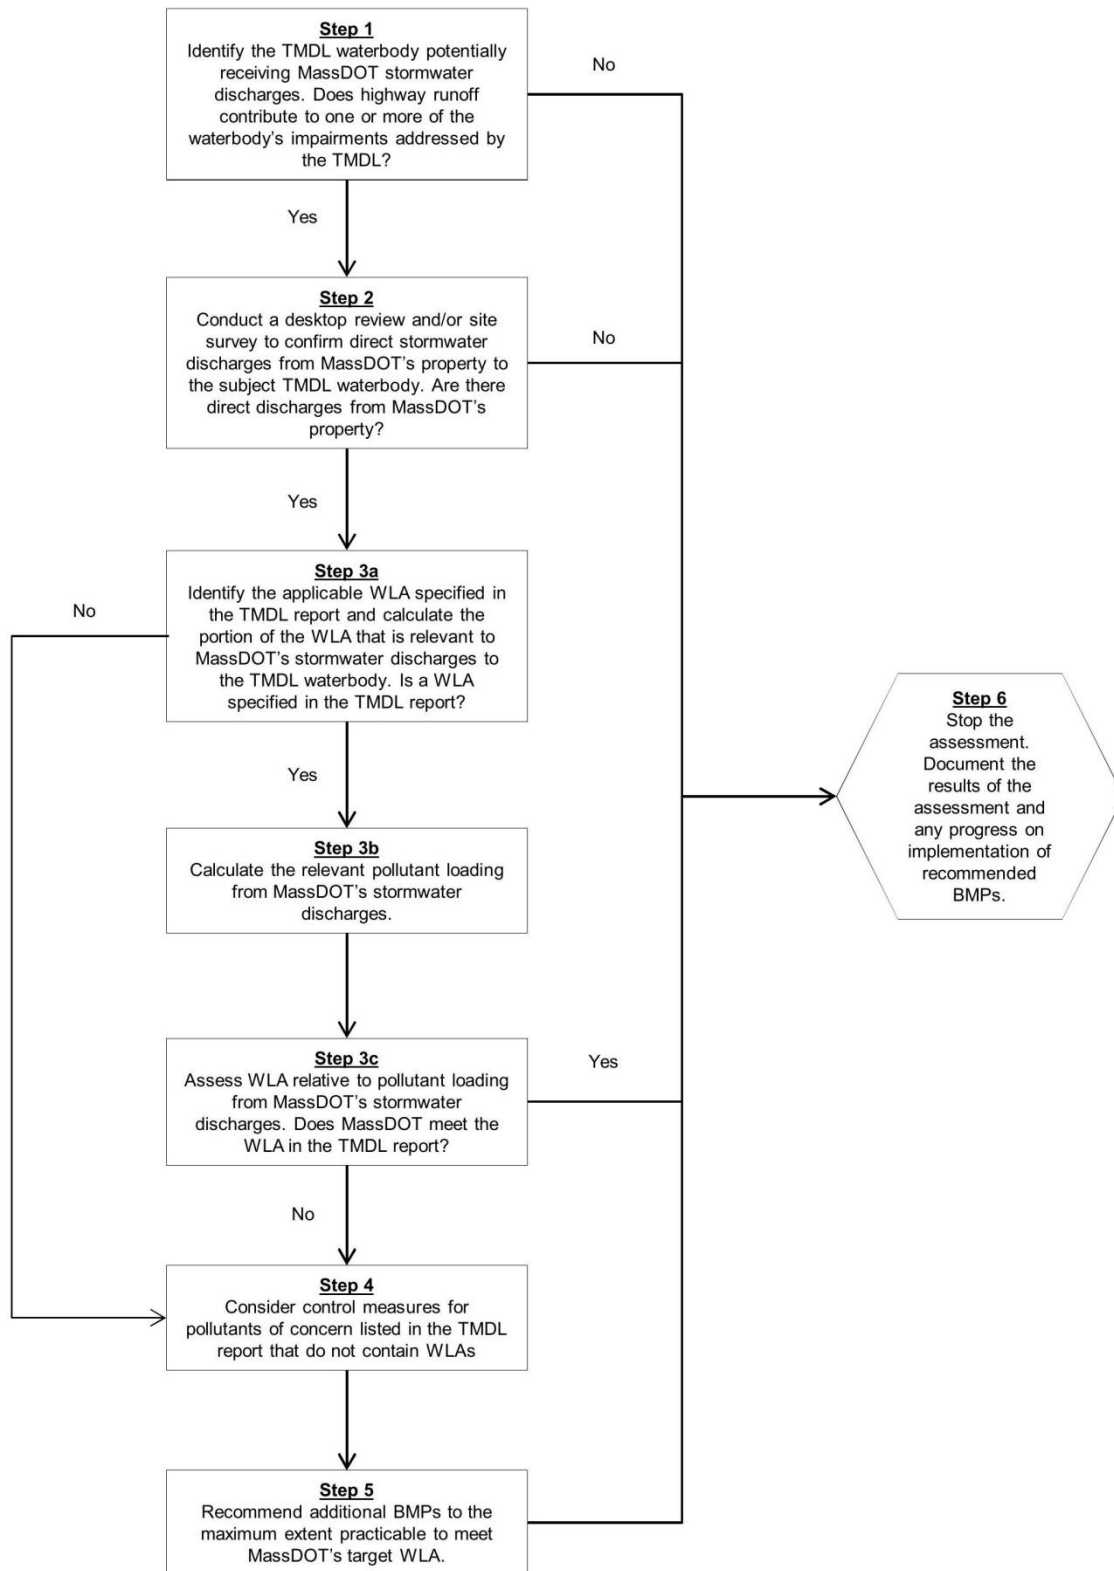 Step 1
Identify the TMDL waterbody potentially
receiving MassDOT stormwater
discharges. Does highway runoff
contribute to one or more of the
waterbody's impairments addressed by
the TMDL?
No
Yes
Step 2
Conduct a desktop review and/or site
survey to confirm direct stormwater
discharges from MassDOT's property to
the subject TMDL waterbody. Are there
direct discharges from MassDOT's
property?
No
Yes
Step 3a
Identify the applicable WLA specified in
the TMDL report and calculate the
portion of the WLA that is relevant to
MassDOT's stormwater discharges to
the TMDL waterbody. Is a WLA
specified in the TMDL report?
No
Yes
Step 3b
Calculate the relevant pollutant loading
from MassDOT's stormwater
discharges.
Step 3c
Assess WLA relative to pollutant loading
from MassDOT's stormwater
discharges. Does MassDOT meet the
WLA in the TMDL report?
Yes
No
Step 4
Consider control measures for
pollutants of concern listed in the TMDL
report that do not contain WLAs
Step 5
Recommend additional BMPs to the
maximum extent practicable to meet
MassDOT's target WLA.
Step 6
Stop the
assessment.
Document the
results of the
assessment and
any progress on
implementation of
recommended
BMPs.